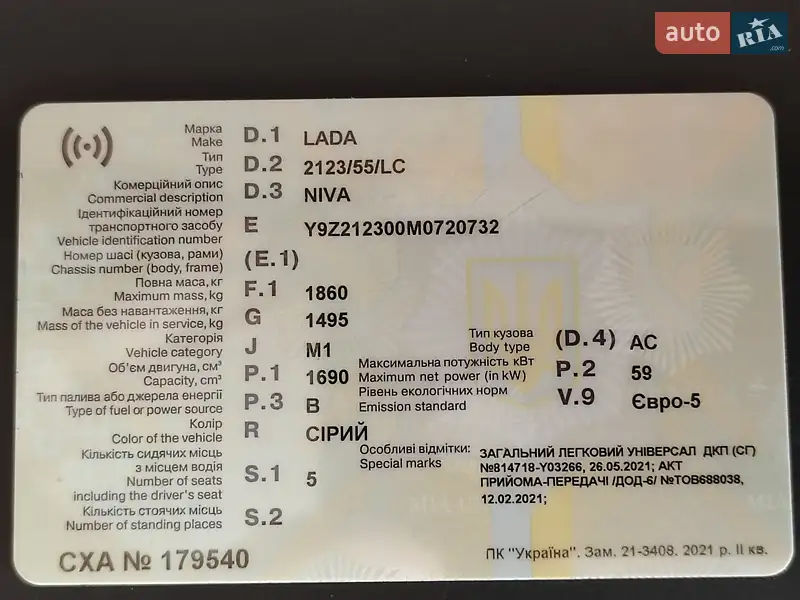 auto RIA .com
Марка D.1 LADA
Make
Тип D.2 2123/55/LC
Type
Комерційний опис D.3 NIVA
Commercial description
Ідентифікаційний номер
транспортного засобу E Y9Z212300M0720732
Vehicle identification number
Номер шасі (кузова, рами) (E.1)
Chassis number (body, frame)
Повна маса, кг F.1 1860
Maximum mass, kg
Маса без навантаження, кг G 1495
Mass of the vehicle in service, kg
Категорія J M1
Vehicle category
Тип кузова (D.4) AC
Body type
Об'єм двигуна, см³ P.1 1690
Capacity, cm³
Максимальна потужність кВт P.2 59
Maximum net power (in kW)
Тип палива або джерела енергії P.3 B
Type of fuel or power source
Рівень екологічних норм V.9 Євро-5
Emission standard
Колір R СІРИЙ
Color of the vehicle
Кількість сидячих місць
з місцем водія S.1 5
Number of seats
including the driver's seat
Кількість стоячих місць S.2
Number of standing places
Особливі відмітки: ЗАГАЛЬНИЙ ЛЕГКОВИЙ УНІВЕРСАЛ ДКП (СГ)
Special marks №814718-Y03266, 26.05.2021; АКТ
ПРИЙОМА-ПЕРЕДАЧІ /ДОД-6/ №ТОВ688038,
12.02.2021;
СХА № 179540
ПК "Україна". Зам. 21-3408. 2021 р. II кв.